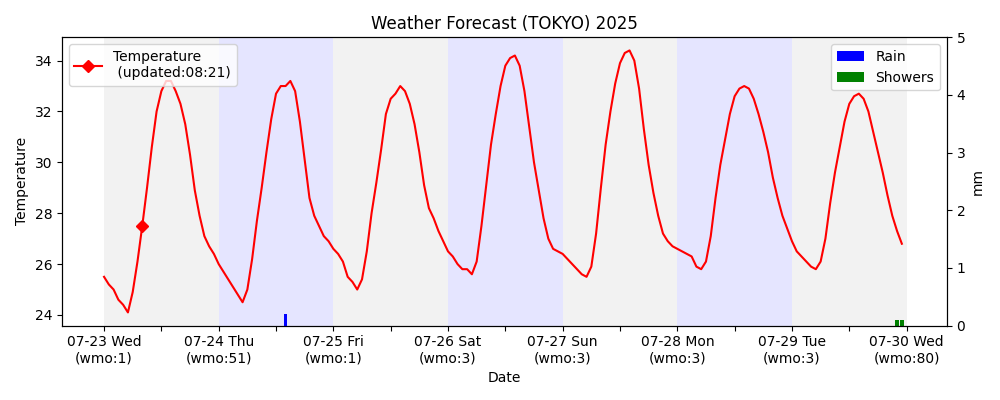 Weather Forecast (TOKYO) 2025
Temperature
(updated:08:21)
Rain
Showers
34
32
30
28
26
24
Temperature
5
4
3
2
1
0
mm
07-23 Wed 07-24 Thu 07-25 Fri 07-26 Sat 07-27 Sun 07-28 Mon 07-29 Tue 07-30 Wed
(wmo:1) (wmo:51) (wmo:1) (wmo:3) (wmo:3) (wmo:3) (wmo:3) (wmo:80)
Date